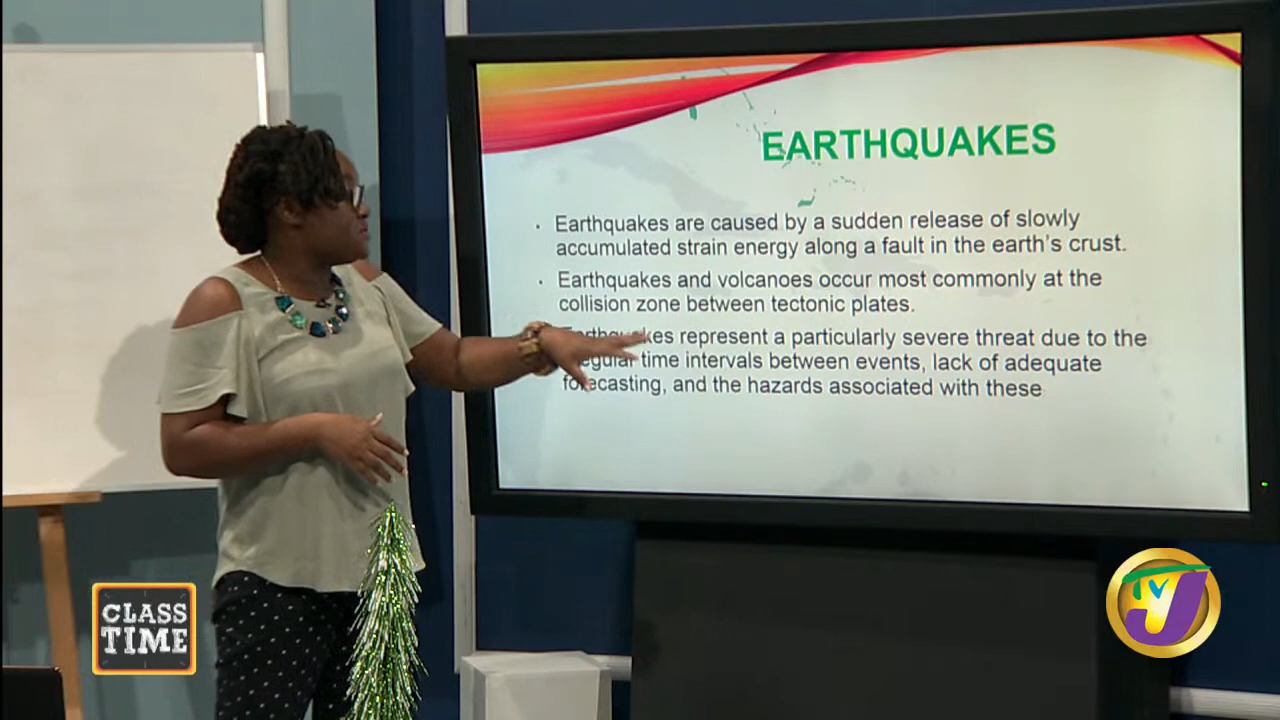 EARTHQUAKES
· Earthquakes are caused by a sudden release of slowly
accumulated strain energy along a fault in the earth's crust.
· Earthquakes and volcanoes occur most commonly at the
collision zone between tectonic plates.
Earthquakes represent a particularly severe threat due to the
time intervals between events, lack of adequate
forecasting, and the hazards associated with these
CLASS
TIME
TVJ